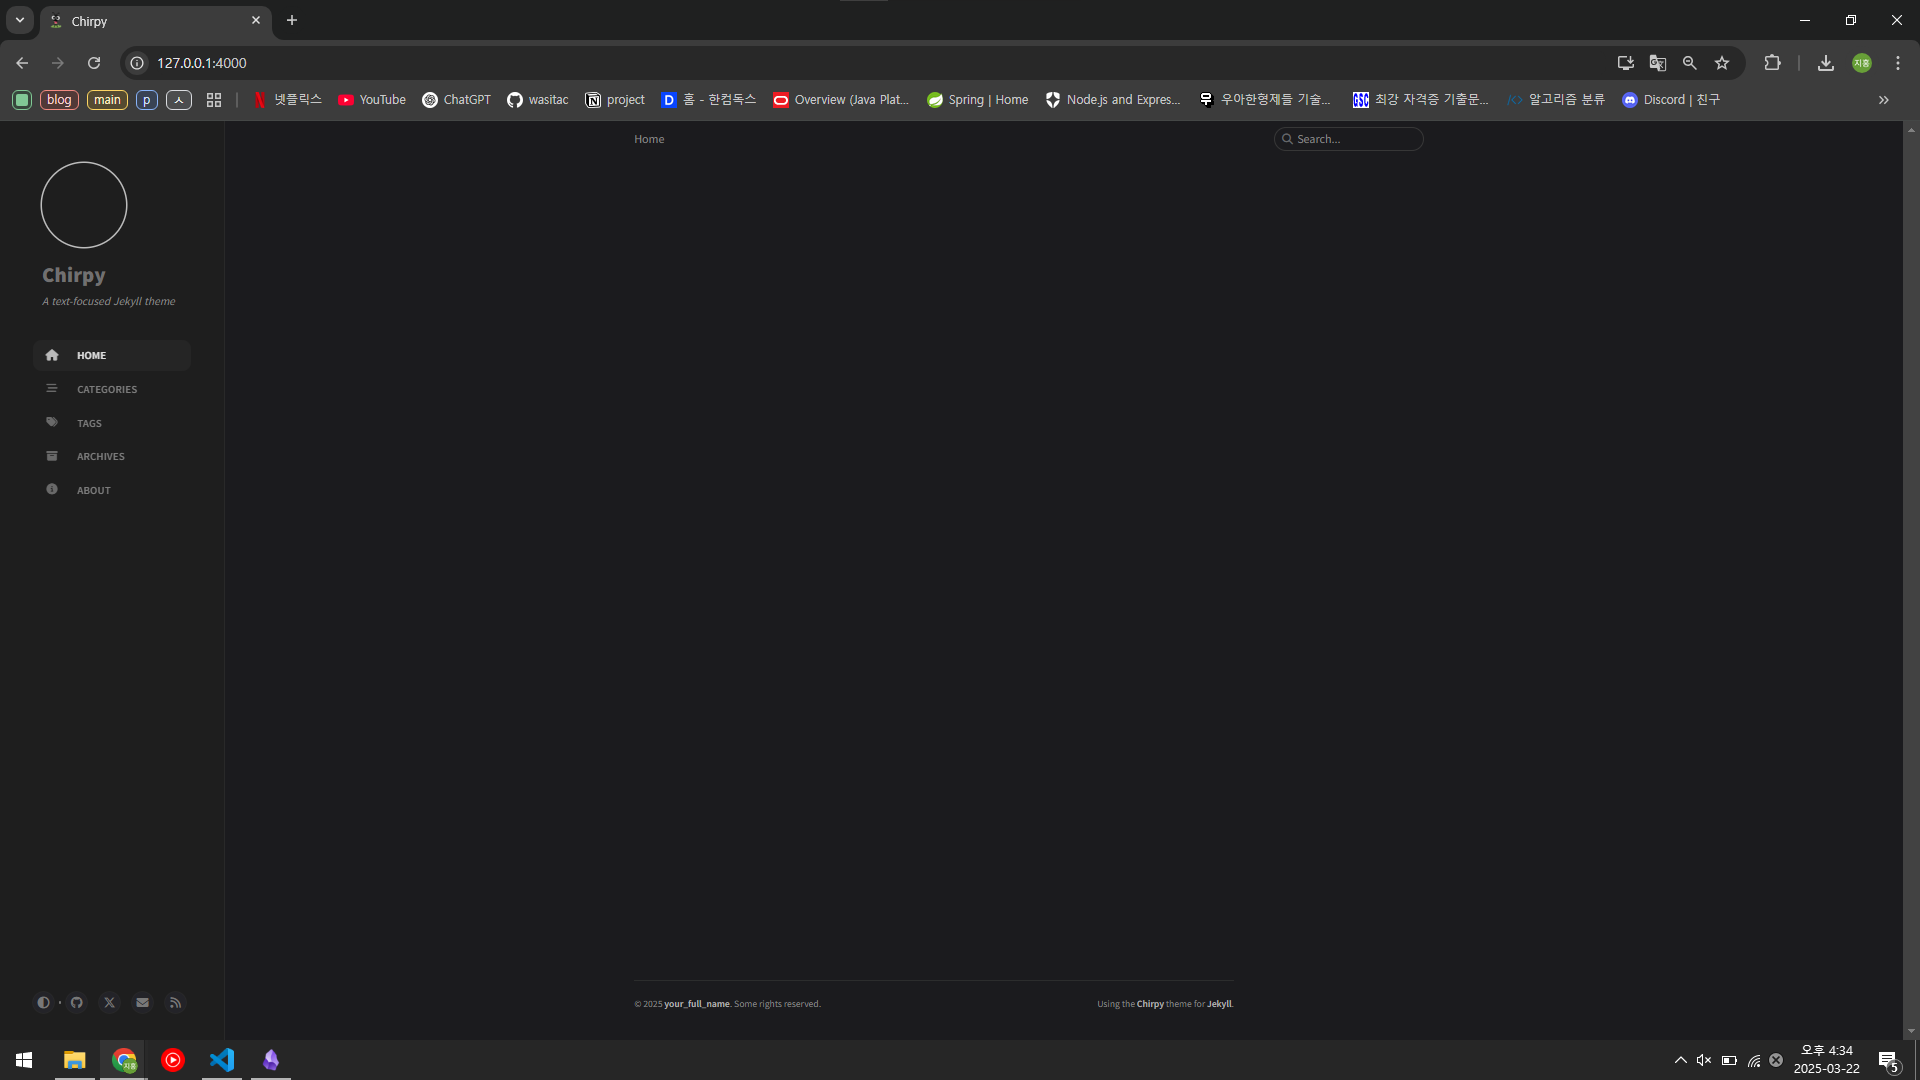 Chirpy
127.0.0.1:4000
blog main p ㅅ 넷플릭스 YouTube ChatGPT wasitac project 홈 - 한컴독스 Overview (Java Plat... Spring | Home Node.js and Expres... 우아한형제들 기술... 최강 자격증 기출문... 알고리즘 분류 Discord | 친구
지홍
Home
Search...
Chirpy
A text-focused Jekyll theme
HOME
CATEGORIES
TAGS
ARCHIVES
ABOUT
© 2025 your_full_name. Some rights reserved.
Using the Chirpy theme for Jekyll.
오후 4:34
2025-03-22
5